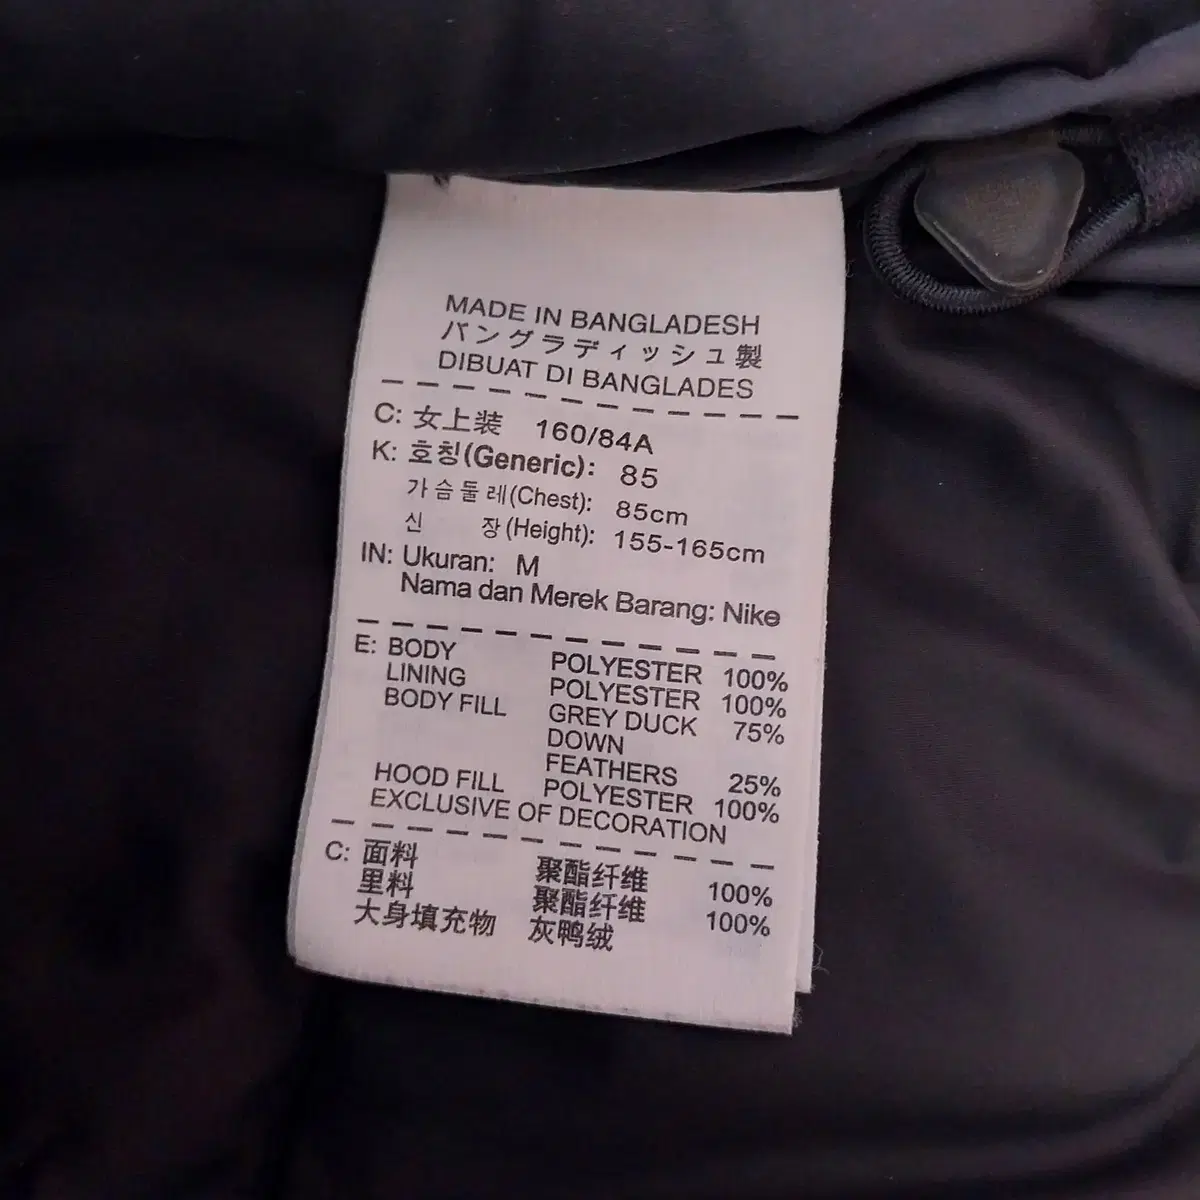 MADE IN BANGLADESH
バングラディッシュ製
DIBUAT DI BANGLADES
C: 女上装 160/84A
K: 호칭(Generic): 85
가슴둘레(Chest): 85cm
신 장(Height): 155-165cm
IN: Ukuran: M
Nama dan Merek Barang: Nike
E: BODY POLYESTER 100%
LINING POLYESTER 100%
BODY FILL GREY DUCK 75%
DOWN
FEATHERS 25%
HOOD FILL POLYESTER 100%
EXCLUSIVE OF DECORATION
C: 面料 聚酯纤维 100%
里料 聚酯纤维 100%
大身填充物 灰鸭绒